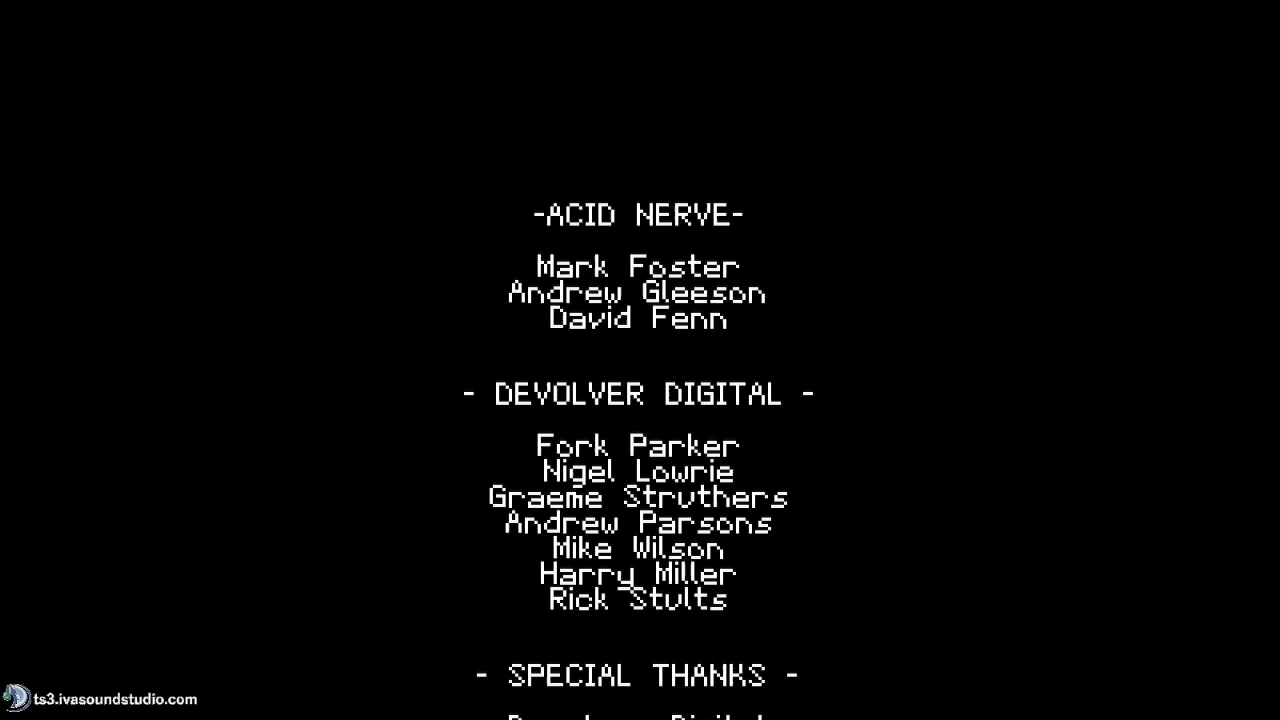 -ACID NERVE-
Mark Foster
Andrew Gleeson
David Fenn
- DEVOLVER DIGITAL -
Fork Parker
Nigel Lowrie
Graeme Struthers
Andrew Parsons
Mike Wilson
Harry Miller
Rick Stults
- SPECIAL THANKS -
ts3.ivasoundstudio.com